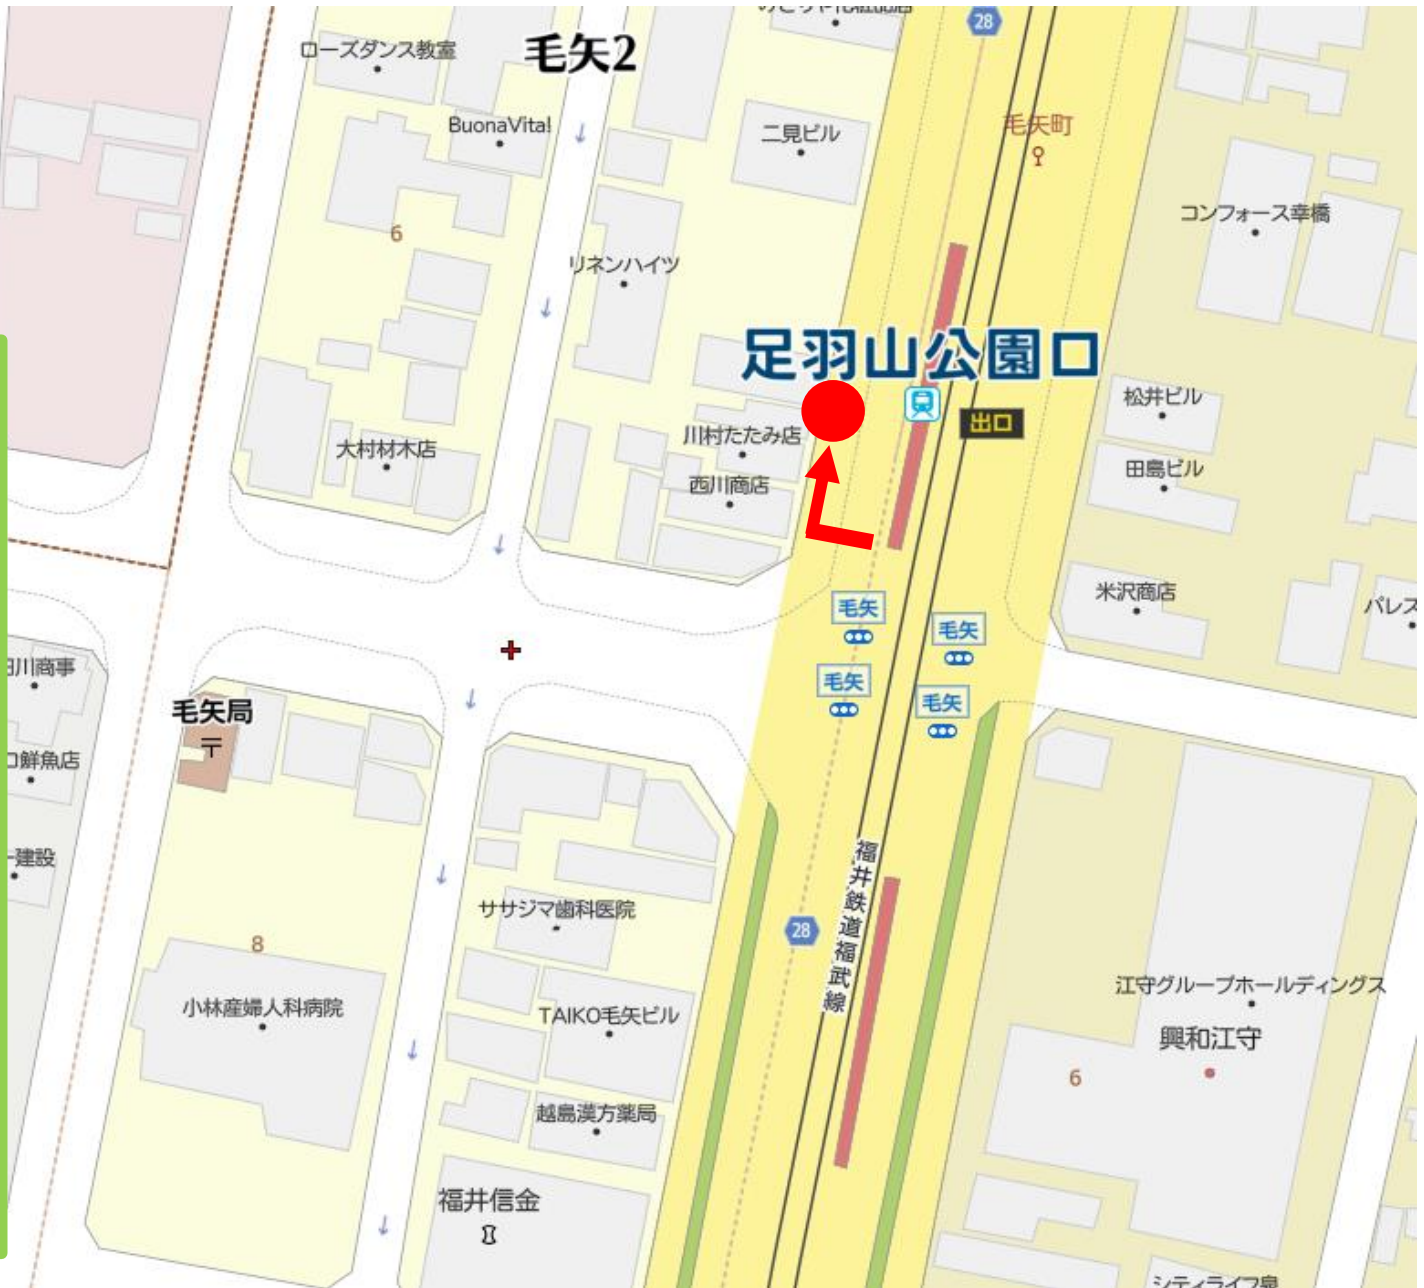 毛矢2
ローズダンス教室
28
BuonaVita!
二見ビル
毛矢町
コンフォース幸橋
6
リネンハイツ
足羽山公園口
出口
松井ビル
川村たたみ店
大村材木店
田島ビル
西川商店
米沢商店
毛矢
毛矢
毛矢
毛矢
パレス
川商事
毛矢局
鮮魚店
建設
福井鉄道福武線
ササジマ歯科医院
28
8
小林産婦人科病院
TAIKO毛矢ビル
江守グループホールディングス
興和江守
6
越島漢方薬局
福井信金